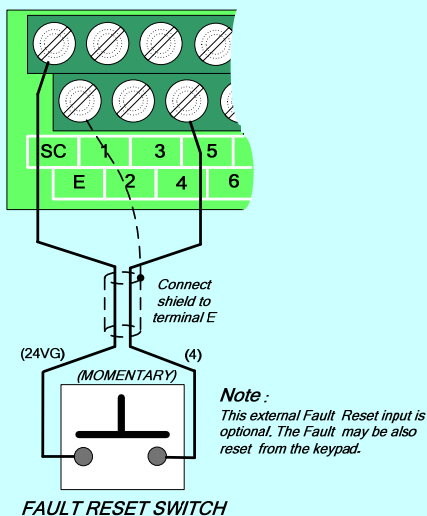 SC 1 3 5
E 2 4 6
Connect
shield to
terminal E
(24VG) (4)
(MOMENTARY)
Note :
This external Fault Reset input is
optional. The Fault may be also
reset from the keypad.
FAULT RESET SWITCH